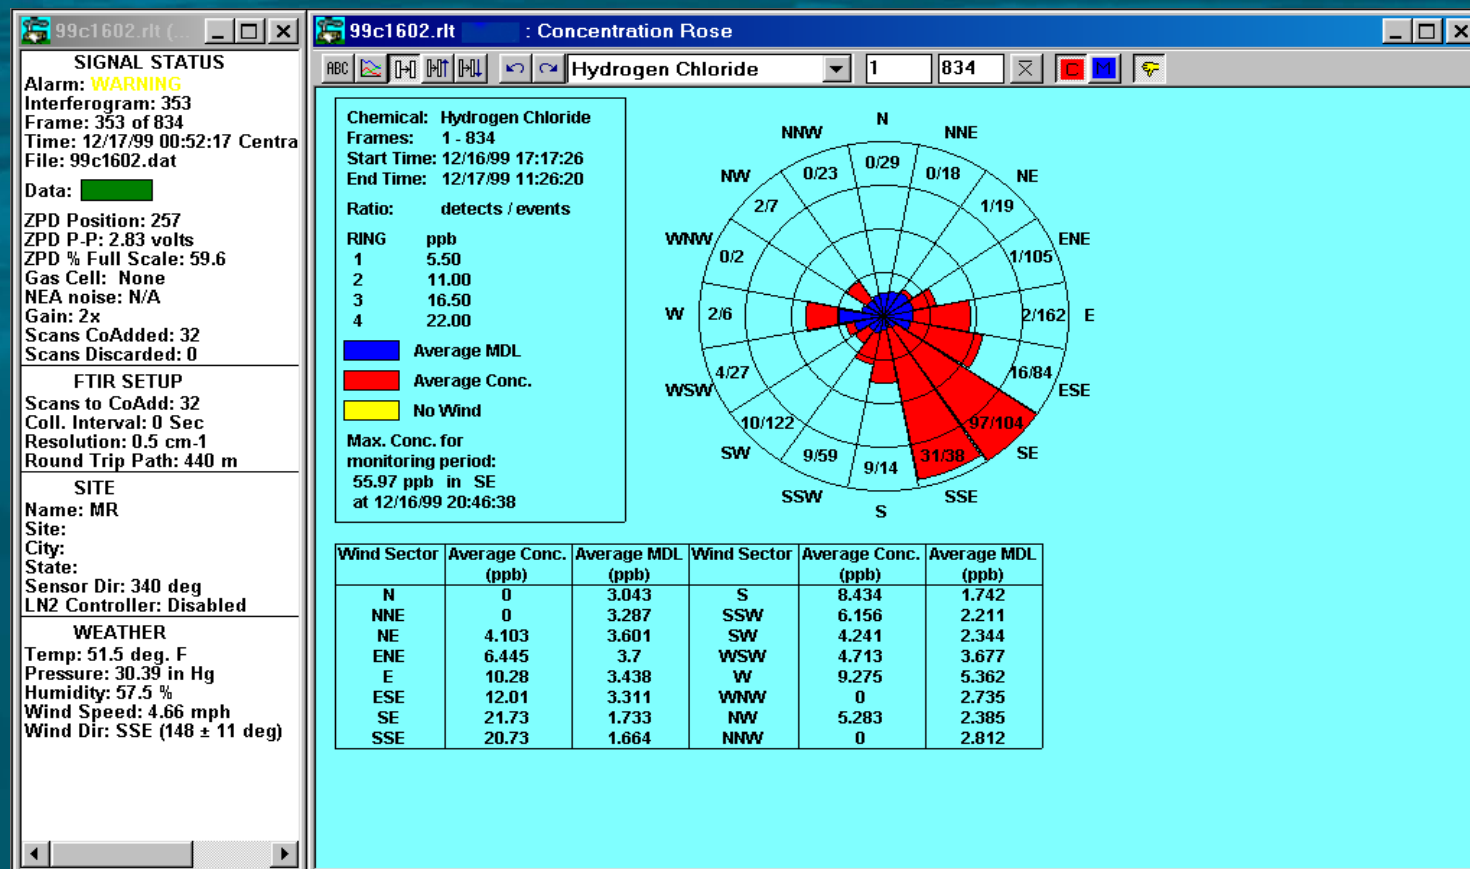 99c1602.rlt (...
SIGNAL STATUS
Alarm: WARNING
Interferogram: 353
Frame: 353 of 834
Time: 12/17/99 00:52:17 Centra
File: 99c1602.dat
Data:
ZPD Position: 257
ZPD P-P: 2.83 volts
ZPD % Full Scale: 59.6
Gas Cell: None
NEA noise: N/A
Gain: 2x
Scans CoAdded: 32
Scans Discarded: 0
FTIR SETUP
Scans to CoAdd: 32
Coll. Interval: 0 Sec
Resolution: 0.5 cm-1
Round Trip Path: 440 m
SITE
Name: MR
Site:
City:
State:
Sensor Dir: 340 deg
LN2 Controller: Disabled
WEATHER
Temp: 51.5 deg. F
Pressure: 30.39 in Hg
Humidity: 57.5 %
Wind Speed: 4.66 mph
Wind Dir: SSE (148 ± 11 deg)
99c1602.rlt : Concentration Rose
ABC Hydrogen Chloride 1 834 X C M
Chemical: Hydrogen Chloride
Frames: 1 - 834
Start Time: 12/16/99 17:17:26
End Time: 12/17/99 11:26:20
Ratio: detects / events
RING ppb
1 5.50
2 11.00
3 16.50
4 22.00
Average MDL
Average Conc.
No Wind
Max. Conc. for
monitoring period:
55.97 ppb in SE
at 12/16/99 20:46:38
N
NNW NNE
0/29
0/23 0/18
NW NE
2/7 1/19
WNW ENE
0/2 1/105
W 2/6 2/162 E
4/27 16/84
WSW ESE
10/122 97/104
SW 9/59 31/38 SE
9/14
SSW SSE
S
Wind Sector Average Conc. (ppb) Average MDL (ppb) Wind Sector Average Conc. (ppb) Average MDL (ppb)
N 0 3.043 S 8.434 1.742
NNE 0 3.287 SSW 6.156 2.211
NE 4.103 3.601 SW 4.241 2.344
ENE 6.445 3.7 WSW 4.713 3.677
E 10.28 3.438 W 9.275 5.362
ESE 12.01 3.311 WNW 0 2.735
SE 21.73 1.733 NW 5.283 2.385
SSE 20.73 1.664 NNW 0 2.812